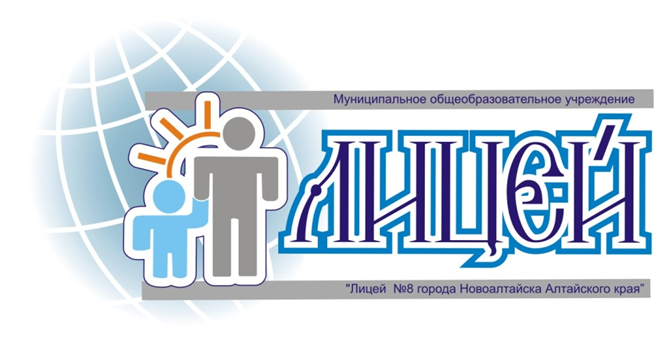 Муниципальное общеобразовательное учреждение
ЛИЦЕЙ
"Лицей №8 города Новоалтайска Алтайского края"